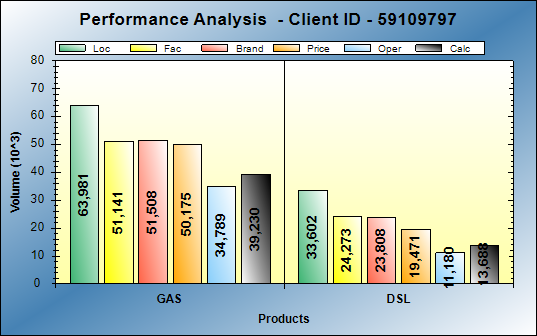 Performance Analysis - Client ID - 59109797
Loc Fac Brand Price Oper Calc
Volume (10^3)
80
70
60
50
40
30
20
10
0
63,981 51,141 51,508 50,175 34,789 39,230
33,602 24,273 23,808 19,471 11,180 13,688
GAS DSL
Products